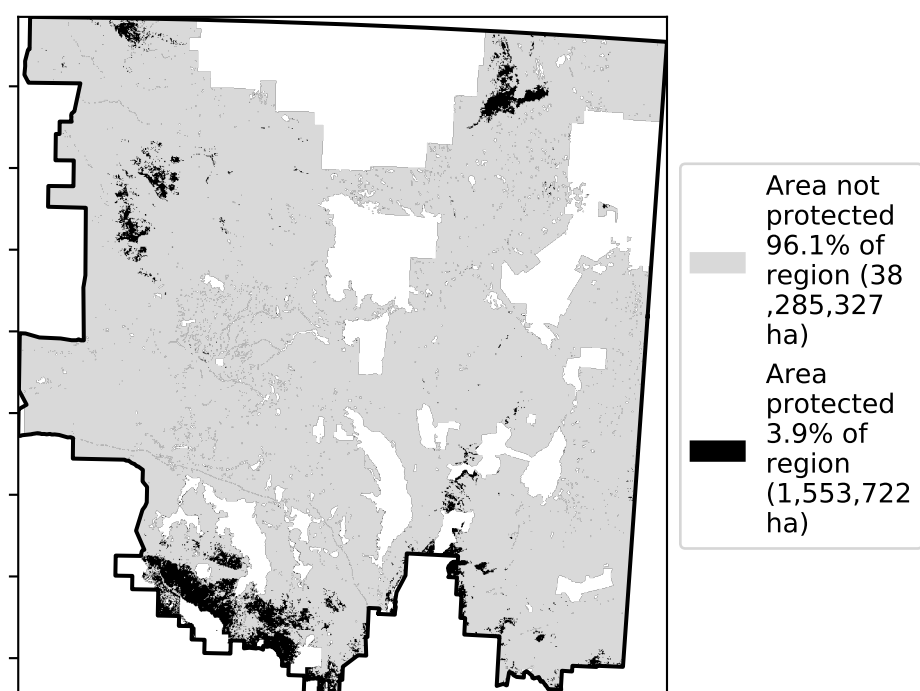 Area not
protected
96.1% of
region (38
,285,327
ha)
Area
protected
3.9% of
region
(1,553,722
ha)